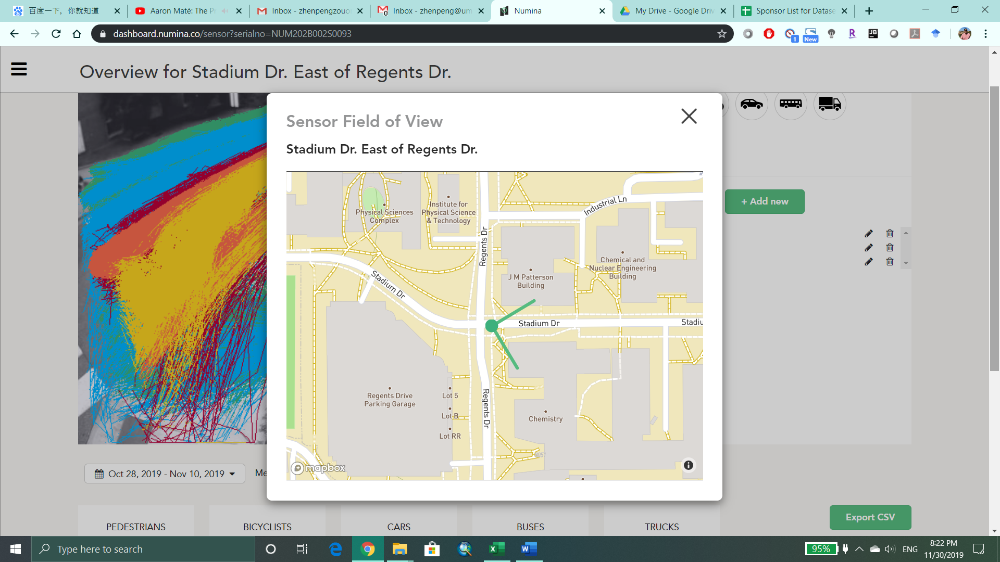 百度一下，你就知道
Aaron Maté: The Pr
Inbox - zhenpengzouo
Inbox - zhenpeng@um
Numina
My Drive - Google Driv
Sponsor List for Datase
dashboard.numina.co/sensor?serialno=NUM202B002S0093
1
New
R
JB
Overview for Stadium Dr. East of Regents Dr.
Sensor Field of View
Stadium Dr. East of Regents Dr.
Industrial Ln
Physical Sciences
Complex
Institute for
Physical Science
& Technology
Regents Dr
Chemical and
Nuclear Engineering
Building
J M Patterson
Building
Stadium Dr
Stadium Dr
Stadiu
Regents Drive
Parking Garage
Lot 5
Lot B
Lot RR
Regents Dr
Chemistry
mapbox
+ Add new
Oct 28, 2019 - Nov 10, 2019
Me
PEDESTRIANS
BICYCLISTS
CARS
BUSES
TRUCKS
Export CSV
Type here to search
95%
ENG
8:22 PM
11/30/2019